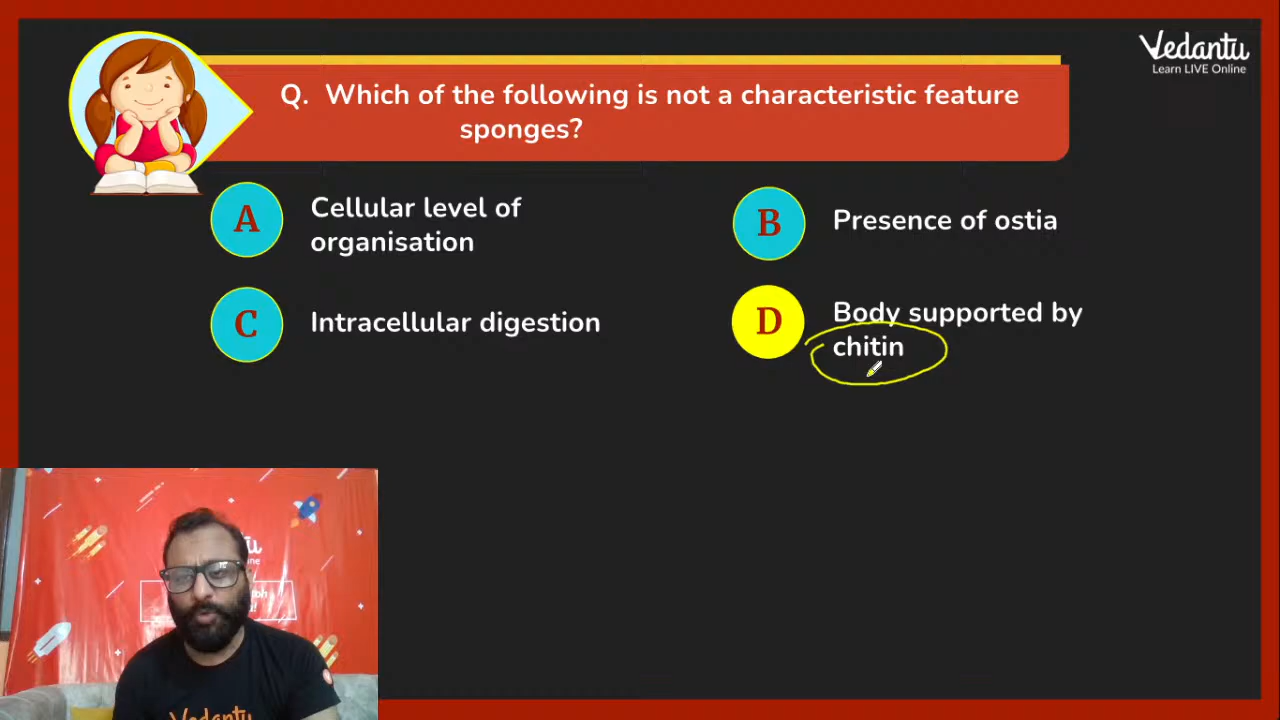 Vedantu
Learn LIVE Online
Q. Which of the following is not a characteristic feature
sponges?
A Cellular level of
organisation
B Presence of ostia
C Intracellular digestion
D Body supported by
chitin
Vedantu